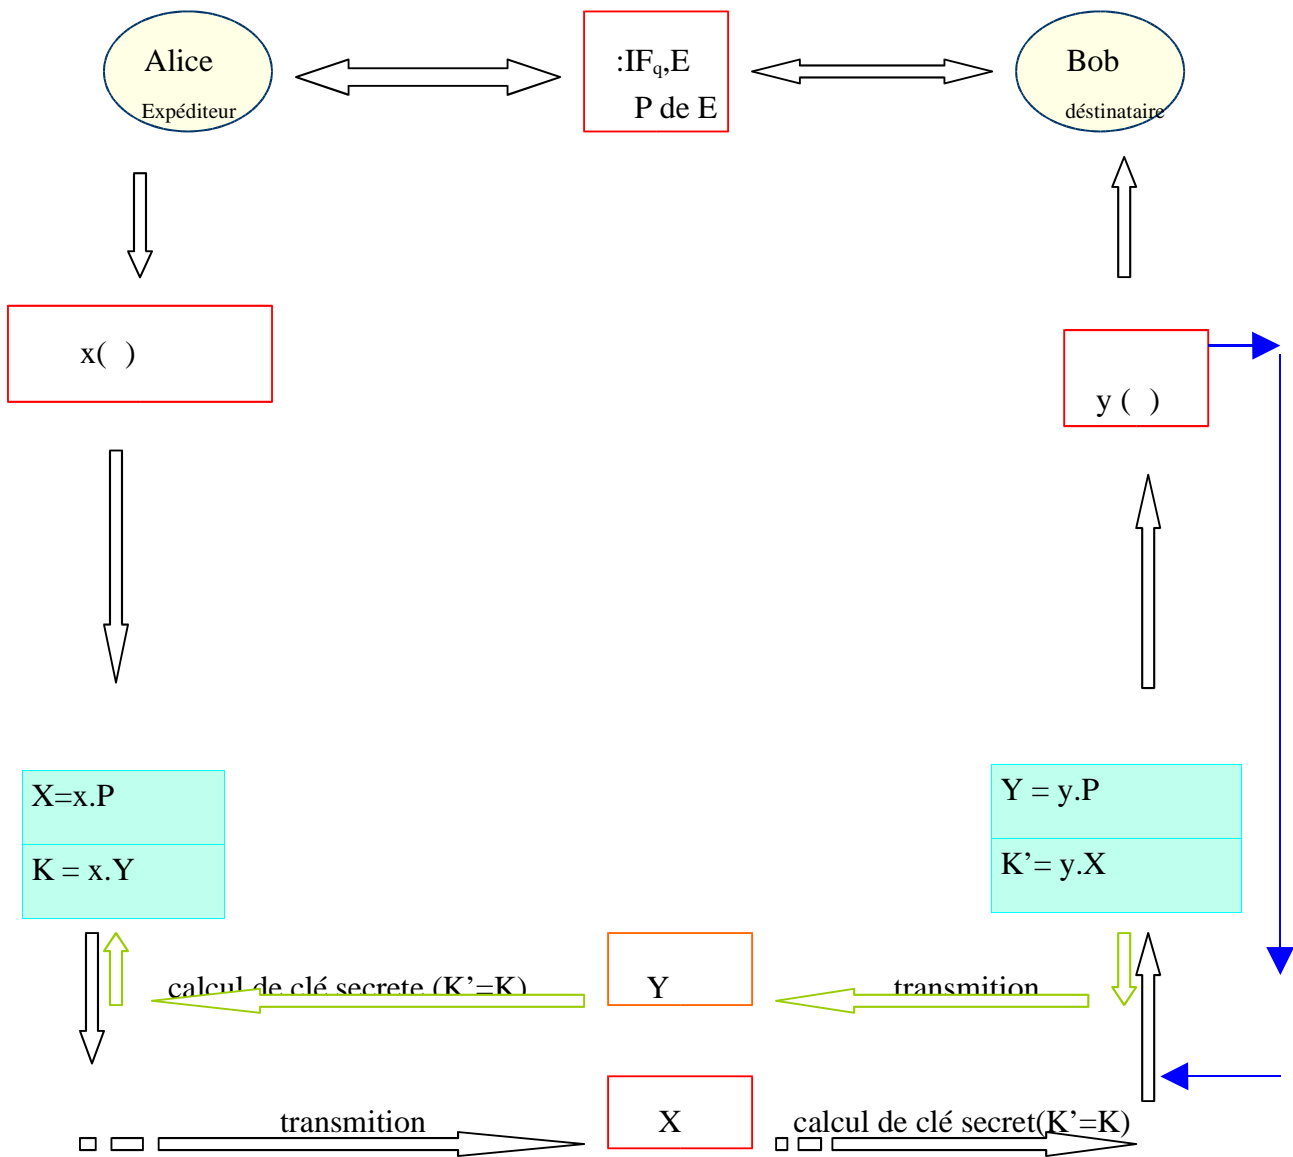 Alice
Expéditeur
:IFq,E
P de E
Bob
déstinataire
x( )
y ( )
X=x.P
K = x.Y
Y = y.P
K’= y.X
calcul de clé secrete (K’=K)
Y
transmition
transmition
X
calcul de clé secret(K’=K)